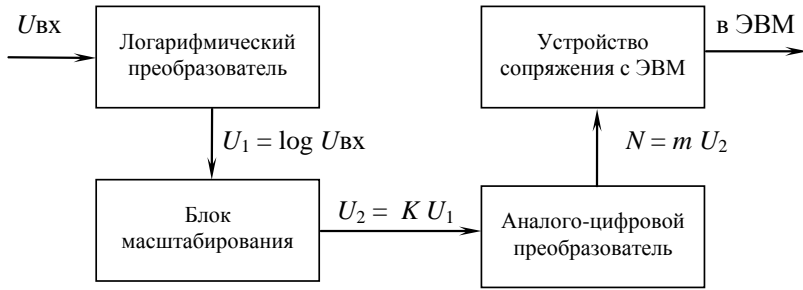 Uвх
Логарифмический
преобразователь
U₁ = log Uвх
Блок
масштабирования
U₂ = K U₁
Аналого-цифровой
преобразователь
N = m U₂
Устройство
сопряжения с ЭВМ
в ЭВМ